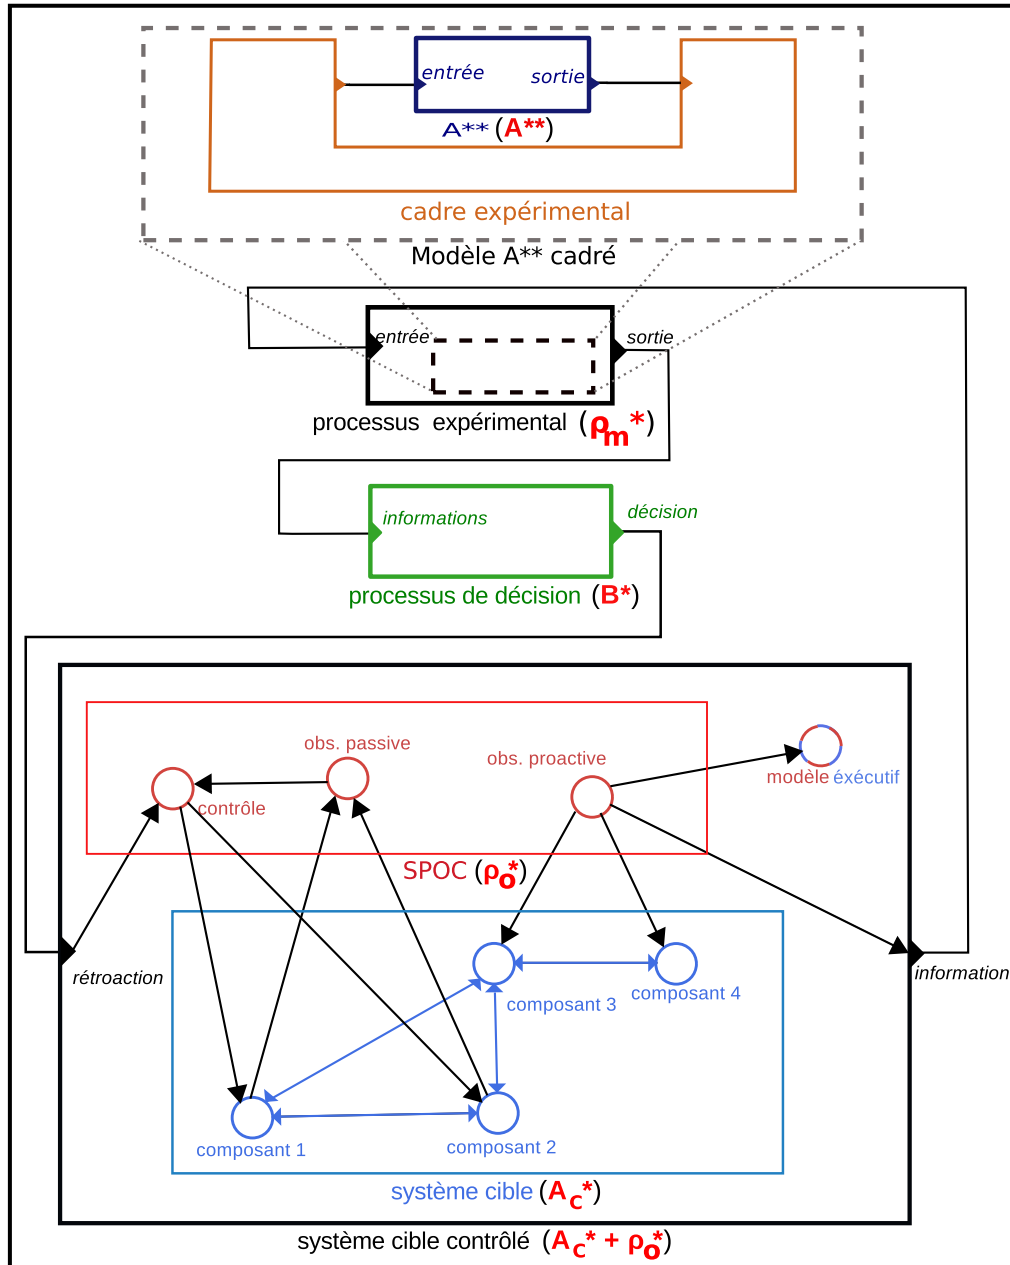 entrée sortie
A** (A**)
cadre expérimental
Modèle A** cadré
entrée sortie
processus expérimental (ρm*)
informations décision
processus de décision (B*)
obs. passive
obs. proactive
modèle éxécutif
contrôle
SPOC (ρo*)
rétroaction information
composant 3 composant 4
composant 1 composant 2
système cible (Ac*)
système cible contrôlé (Ac* + ρo*)